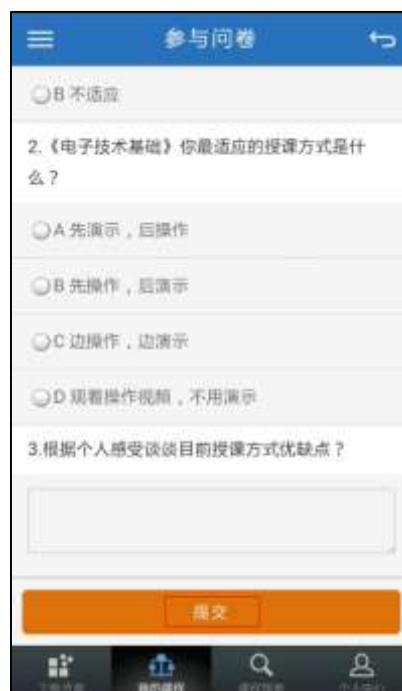 参与问卷
B 不适应
2.《电子技术基础》你最适应的授课方式是什
么？
A 先演示，后操作
B 先操作，后演示
C 边操作，边演示
D 观看操作视频，不用演示
3.根据个人感受谈谈目前授课方式优缺点？
提交